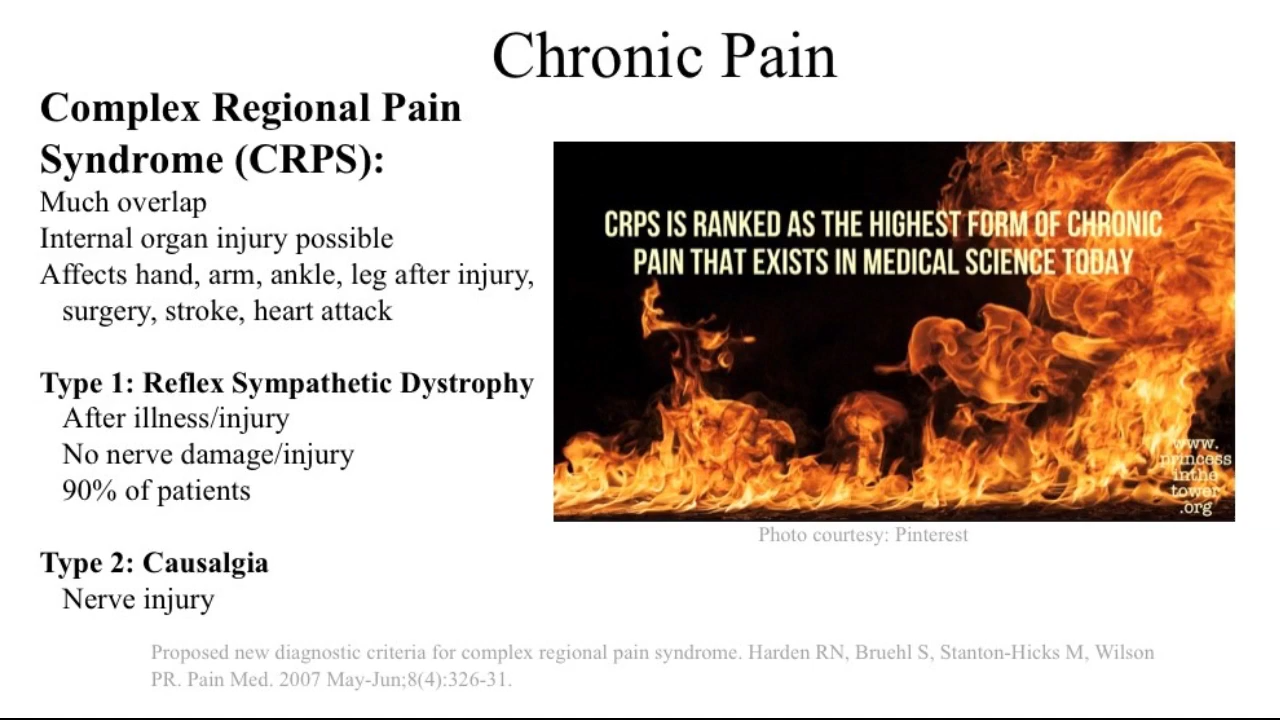 Chronic Pain
Complex Regional Pain
Syndrome (CRPS):
Much overlap
Internal organ injury possible
Affects hand, arm, ankle, leg after injury,
surgery, stroke, heart attack
Type 1: Reflex Sympathetic Dystrophy
After illness/injury
No nerve damage/injury
90% of patients
Type 2: Causalgia
Nerve injury
CRPS IS RANKED AS THE HIGHEST FORM OF CHRONIC
PAIN THAT EXISTS IN MEDICAL SCIENCE TODAY
www.
princess
inthe
tower
.org
Photo courtesy: Pinterest
Proposed new diagnostic criteria for complex regional pain syndrome. Harden RN, Bruehl S, Stanton-Hicks M, Wilson
PR. Pain Med. 2007 May-Jun;8(4):326-31.